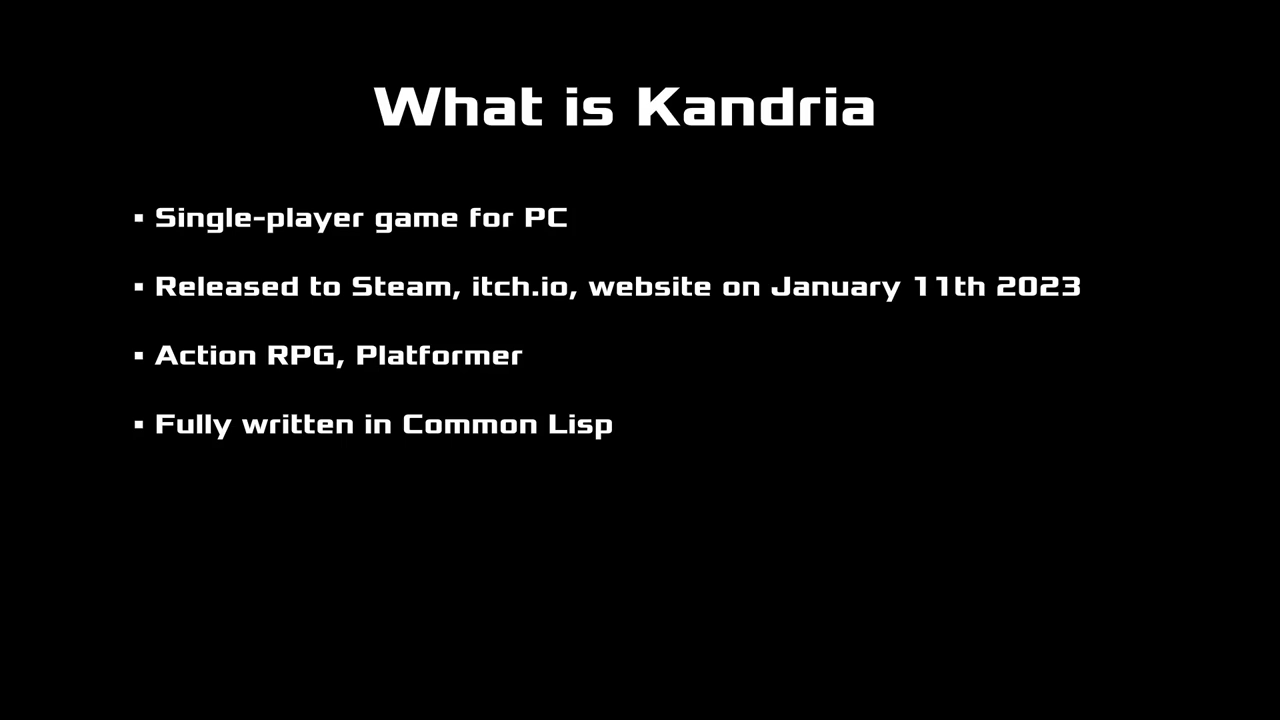 What is Kandria
▪ Single-player game for PC
▪ Released to Steam, itch.io, website on January 11th 2023
▪ Action RPG, Platformer
▪ Fully written in Common Lisp